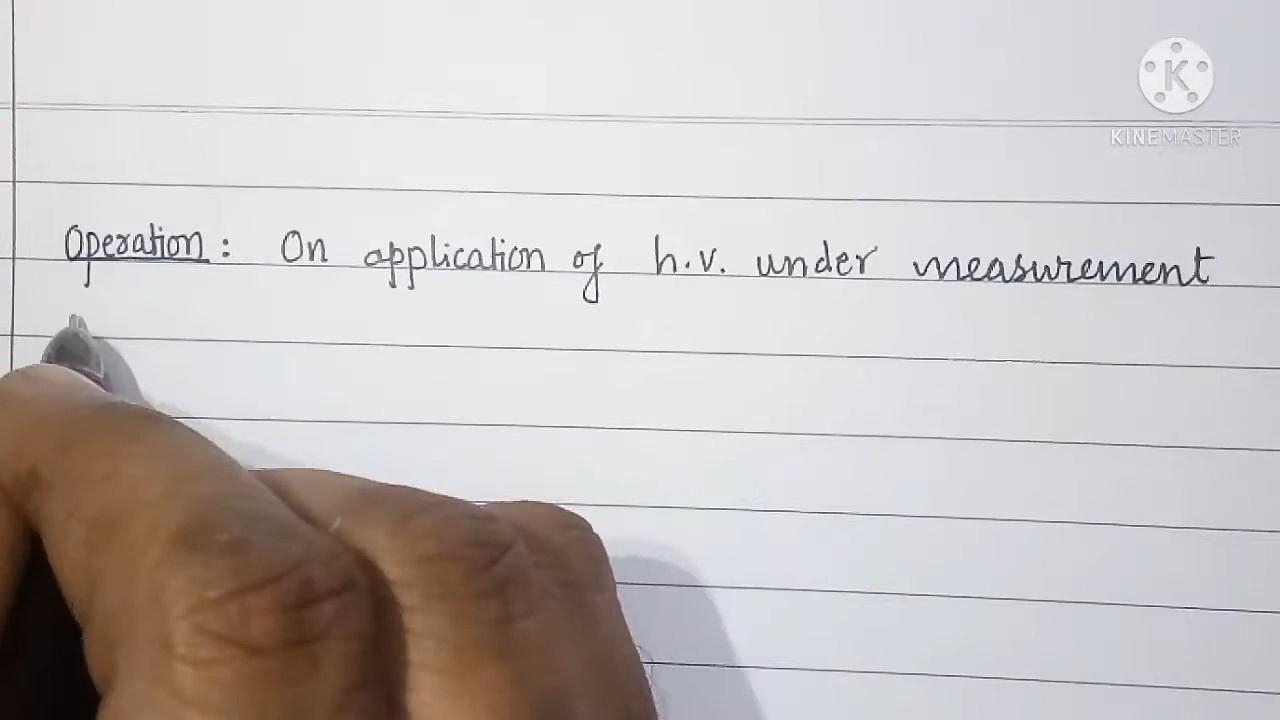 K
KINEMASTER
Operation: On application of h.v. under measurement